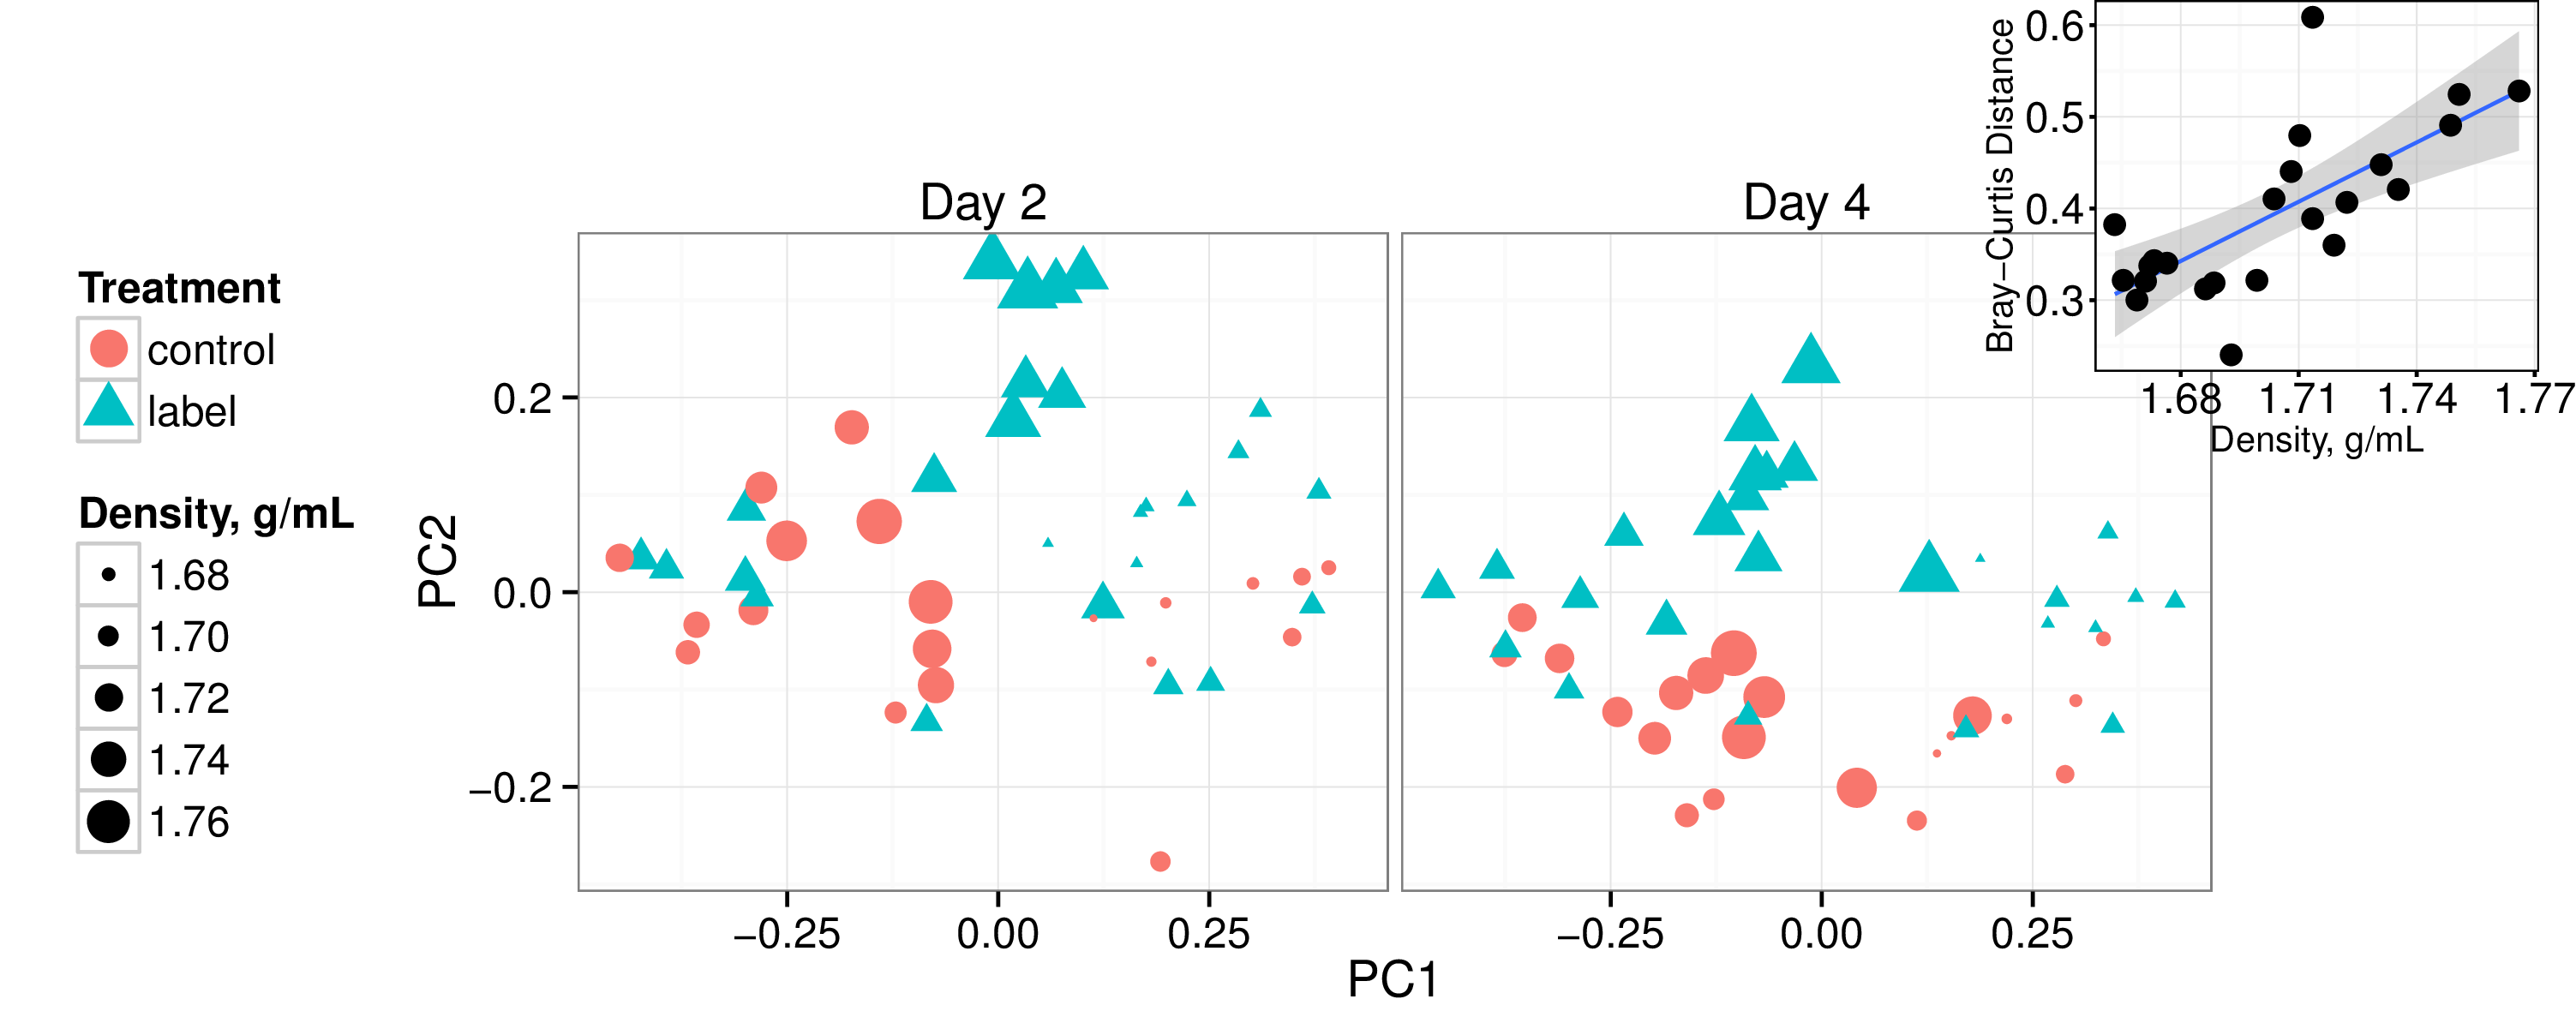 Treatment
control
label
Density, g/mL
1.68
1.70
1.72
1.74
1.76
Day 2
Day 4
PC2
0.2
0.0
−0.2
−0.25
0.00
0.25
−0.25
0.00
0.25
PC1
Bray−Curtis Distance
0.6
0.5
0.4
0.3
1.68
1.71
1.74
1.77
Density, g/mL